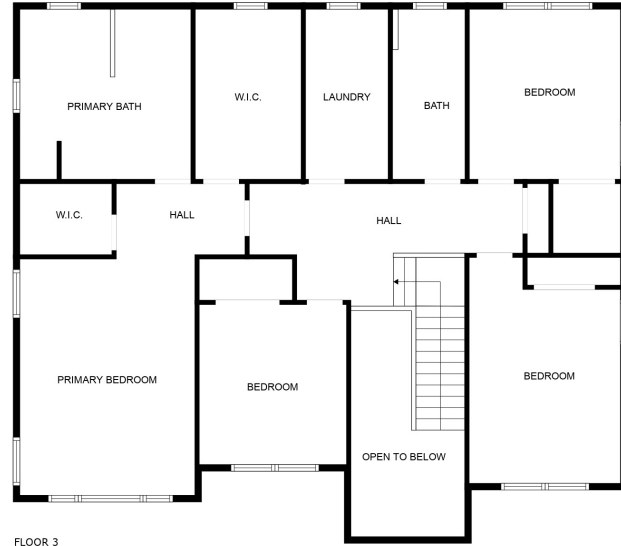 PRIMARY BATH
W.I.C.
LAUNDRY
BATH
BEDROOM
W.I.C.
HALL
HALL
PRIMARY BEDROOM
BEDROOM
BEDROOM
OPEN TO BELOW
FLOOR 3